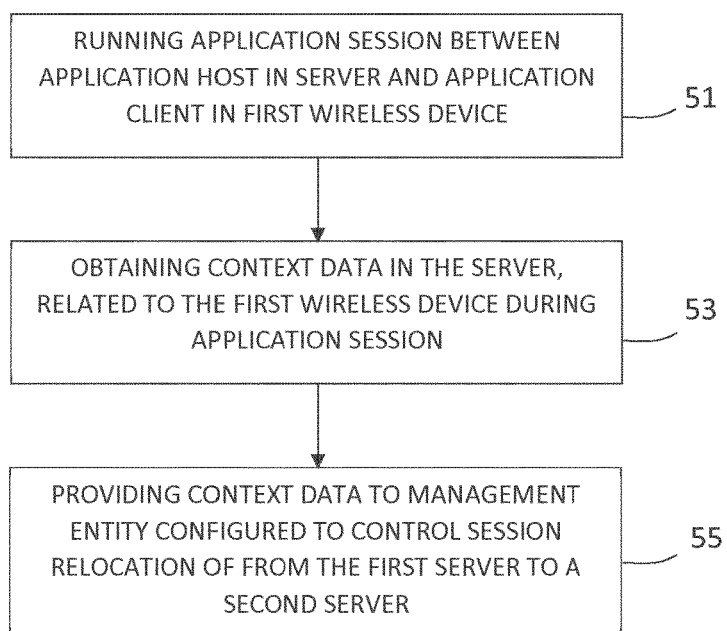 RUNNING APPLICATION SESSION BETWEEN
APPLICATION HOST IN SERVER AND APPLICATION
CLIENT IN FIRST WIRELESS DEVICE
51
OBTAINING CONTEXT DATA IN THE SERVER,
RELATED TO THE FIRST WIRELESS DEVICE DURING
APPLICATION SESSION
53
PROVIDING CONTEXT DATA TO MANAGEMENT
ENTITY CONFIGURED TO CONTROL SESSION
RELOCATION OF FROM THE FIRST SERVER TO A
SECOND SERVER
55